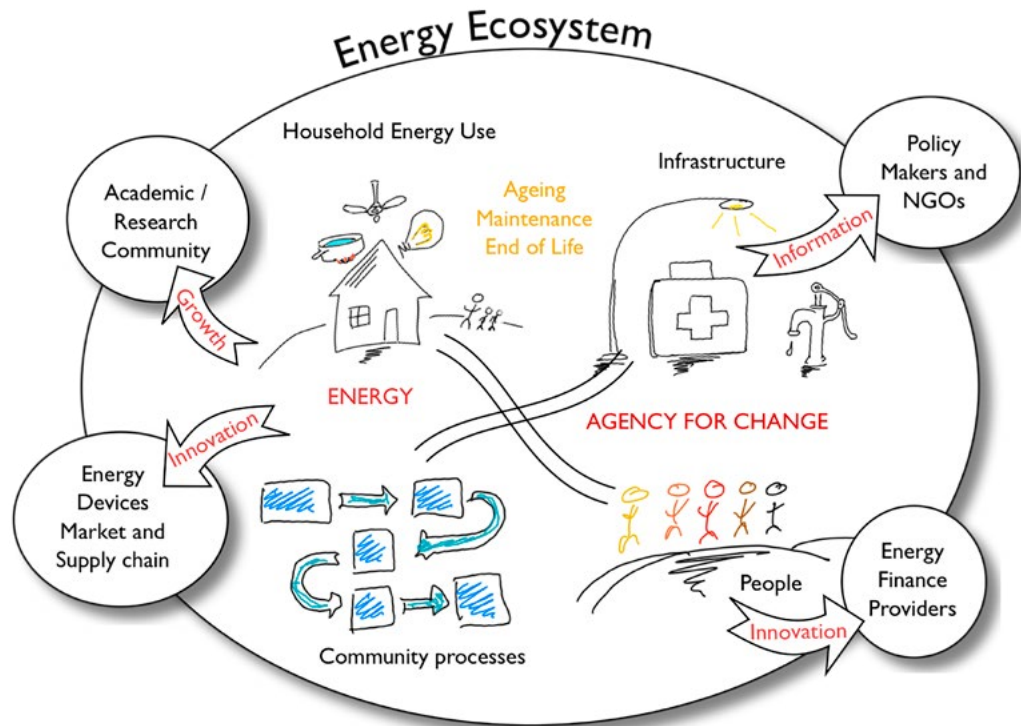 Energy Ecosystem
Household Energy Use
Infrastructure
Policy
Makers and
NGOs
Academic /
Research
Community
Ageing
Maintenance
End of Life
Information
Growth
ENERGY
AGENCY FOR CHANGE
Innovation
Energy
Devices
Market and
Supply chain
People
Energy
Finance
Providers
Innovation
Community processes